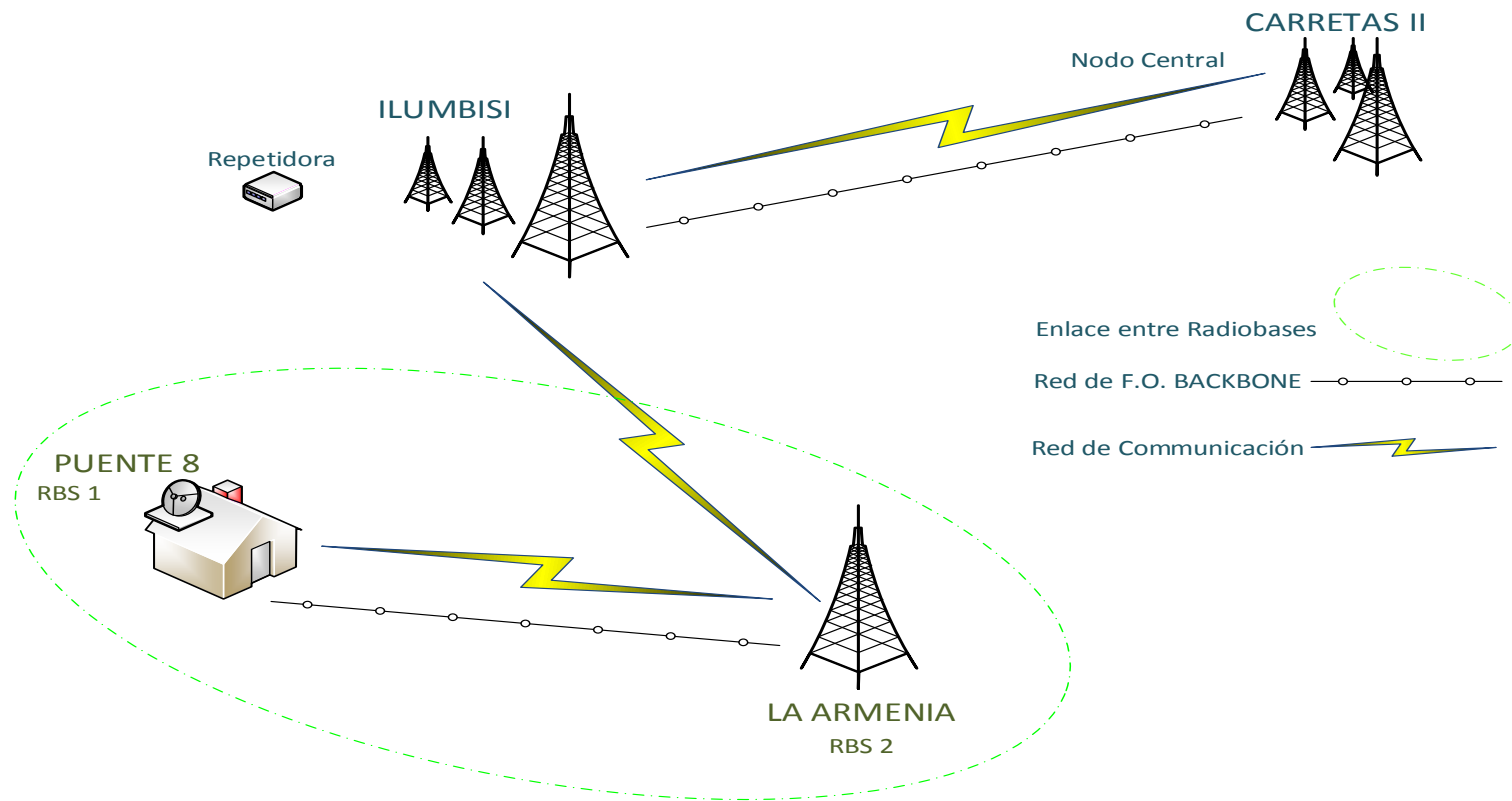 CARRETAS II
Nodo Central
ILUMBISI
Repetidora
Enlace entre Radiobases
Red de F.O. BACKBONE
Red de Communicación
PUENTE 8
RBS 1
LA ARMENIA
RBS 2